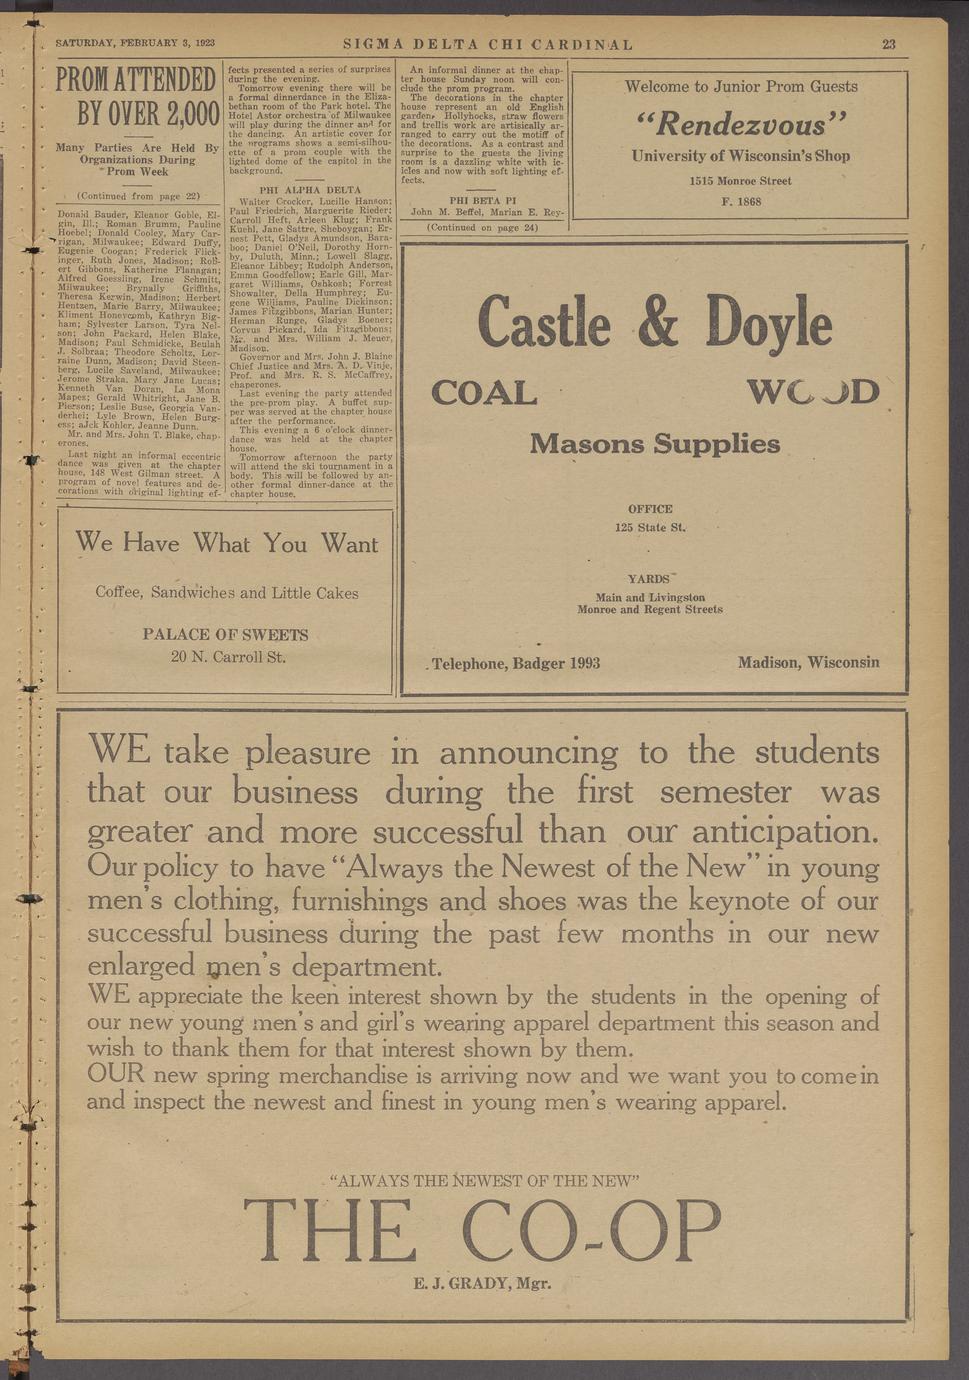 SATURDAY, FEBRUARY 3, 1923
SIGMA DELTA CHI CARDINAL
23
PROM ATTENDED
BY OVER 2,000
Many Parties Are Held By
Organizations During
Prom Week
(Continued from page 22)
Donald Bauder, Eleanor Goble, El-
gin, Ill.; Roman Brumm, Pauline
Hoebel; Donald Cooley, Mary Car-
rigan, Milwaukee; Edward Duffy,
Eugenie Coogan; Frederick Flick-
inger, Ruth Jones, Madison; Rob-
ert Gibbons, Katherine Flanagan;
Alfred Goessling, Irene Schmitt,
Milwaukee; Brynally Griffiths,
Theresa Kerwin, Madison; Herbert
Hentzen, Marie Barry, Milwaukee;
Kliment Honeycomb, Kathryn Big-
ham; Sylvester Larson, Tyra Nel-
son; John Packard, Helen Blake,
Madison; Paul Schmidicke, Beulah
J. Solbraa; Theodore Scholtz, Lor-
raine Dunn, Madison; David Steen-
berg, Lucile Saveland, Milwaukee;
Jerome Straka, Mary Jane Lucas;
Kenneth Van Doran, La Mona
Mapes; Gerald Whitright, Jane B.
Pierson; Leslie Buse, Georgia Van-
derhei; Lyle Brown, Helen Burg-
ess; aJck Kohler, Jeanne Dunn.
Mr. and Mrs. John T. Blake, chap-
erones.
Last night an informal eccentric
dance was given at the chapter
house, 148 West Gilman street. A
program of novel features and de-
corations with original lighting ef-
fects presented a series of surprises
during the evening.
Tomorrow evening there will be
a formal dinnerdance in the Eliza-
bethan room of the Park hotel. The
Hotel Astor orchestra of Milwaukee
will play during the dinner and for
the dancing. An artistic cover for
the programs shows a semi-silhou-
ette of a prom couple with the
lighted dome of the capitol in the
background.
PHI ALPHA DELTA
Walter Crocker, Lucille Hanson;
Paul Friedrich, Marguerite Rieder;
Carroll Heft, Arleen Klug; Frank
Kuehl, Jane Sattre, Sheboygan; Er-
nest Pett, Gladys Amundson, Bara-
boo; Daniel O'Neil, Dorothy Horn-
by, Duluth, Minn.; Lowell Slagg,
Eleanor Libbey; Rudolph Anderson,
Emma Goodfellow; Earle Gill, Mar-
garet Williams, Oshkosh; Forrest
Showalter, Della Humphrey; Eu-
gene Williams, Pauline Dickinson;
James Fitzgibbons, Marian Hunter;
Herman Runge, Gladys Boener;
Corvus Pickard, Ida Fitzgibbons;
Mr. and Mrs. William J. Meuer,
Madison.
Governor and Mrs. John J. Blaine
Chief Justice and Mrs. A. D. Vinje,
Prof. and Mrs. R. S. McCaffrey,
chaperones.
Last evening the party attended
the pre-prom play. A buffet sup-
per was served at the chapter house
after the performance.
This evening a 6 o'clock dinner-
dance was held at the chapter
house.
Tomorrow afternoon the party
will attend the ski tournament in a
body. This will be followed by an-
other formal dinner-dance at the
chapter house.
An informal dinner at the chap-
ter house Sunday noon will con-
clude the prom program.
The decorations in the chapter
house represent an old English
garden. Hollyhocks, straw flowers
and trellis work are artisically ar-
ranged to carry out the motiff of
the decorations. As a contrast and
surprise to the guests the living
room is a dazzling white with ic-
icles and now with soft lighting ef-
fects.
PHI BETA PI
John M. Beffel, Marian E. Rey-
(Continued on page 24)
Welcome to Junior Prom Guests
“Rendezvous”
University of Wisconsin's Shop
1515 Monroe Street
F. 1868
Castle & Doyle
COAL WOOD
Masons Supplies
OFFICE
125 State St.
YARDS
Main and Livingston
Monroe and Regent Streets
Telephone, Badger 1993 Madison, Wisconsin
We Have What You Want
Coffee, Sandwiches and Little Cakes
PALACE OF SWEETS
20 N. Carroll St.
WE take pleasure in announcing to the students
that our business during the first semester was
greater and more successful than our anticipation.
Our policy to have “Always the Newest of the New” in young
men's clothing, furnishings and shoes was the keynote of our
successful business during the past few months in our new
enlarged men's department.
WE appreciate the keen interest shown by the students in the opening of
our new young men's and girl's wearing apparel department this season and
wish to thank them for that interest shown by them.
OUR new spring merchandise is arriving now and we want you to come in
and inspect the newest and finest in young men's wearing apparel.
“ALWAYS THE NEWEST OF THE NEW”
THE CO-OP
E. J. GRADY, Mgr.